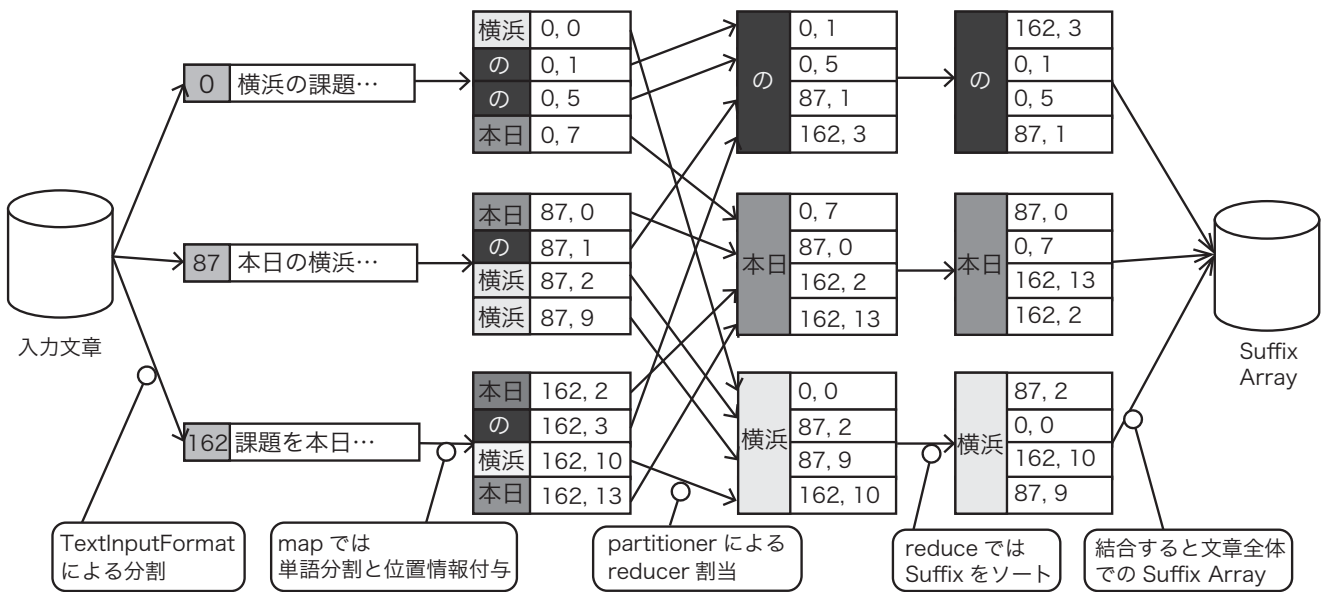 入力文章
0 横浜の課題…
87 本日の横浜…
162 課題を本日…
横浜 0, 0
の 0, 1
の 0, 5
本日 0, 7
本日 87, 0
の 87, 1
横浜 87, 2
横浜 87, 9
本日 162, 2
の 162, 3
横浜 162, 10
本日 162, 13
の
0, 1
0, 5
87, 1
162, 3
本日
0, 7
87, 0
162, 2
162, 13
横浜
0, 0
87, 2
87, 9
162, 10
の
162, 3
0, 1
0, 5
87, 1
本日
87, 0
0, 7
162, 13
162, 2
横浜
87, 2
0, 0
162, 10
87, 9
Suffix
Array
TextInputFormat
による分割
map では
単語分割と位置情報付与
partitioner による
reducer 割当
reduce では
Suffix をソート
結合すると文章全体
での Suffix Array